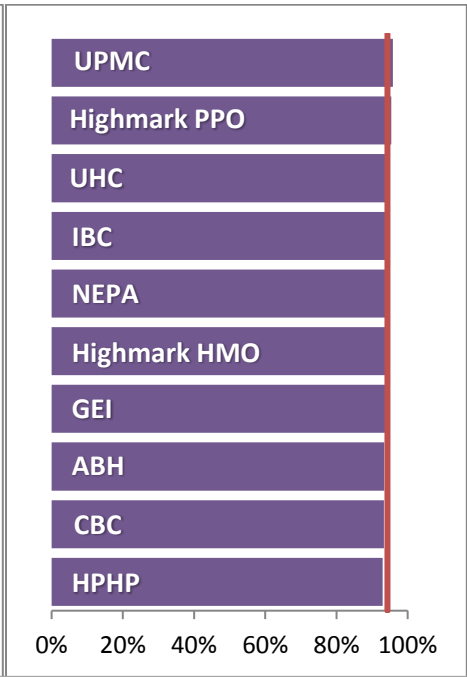 UPMC
Highmark PPO
UHC
IBC
NEPA
Highmark HMO
GEI
ABH
CBC
HPHP
0% 20% 40% 60% 80% 100%